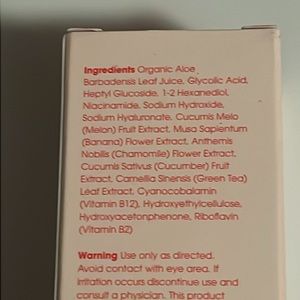 Ingredients Organic Aloe
Barbadensis Leaf Juice, Glycolic Acid,
Heptyl Glucoside, 1-2 Hexanediol,
Niacinamide, Sodium Hydroxide,
Sodium Hyaluronate, Cucumis Melo
(Melon) Fruit Extract, Musa Sapientum
(Banana) Flower Extract, Anthemis
Nobilis (Chamomile) Flower Extract,
Cucumis Sativus (Cucumber) Fruit
Extract, Camellia Sinensis (Green Tea)
Leaf Extract, Cyanocobalamin
(Vitamin B12), Hydroxyethylcellulose,
Hydroxyacetophenone, Riboflavin
(Vitamin B2)
Warning Use only as directed.
Avoid contact with eye area. If
irritation occurs discontinue use and
consult a physician. This product